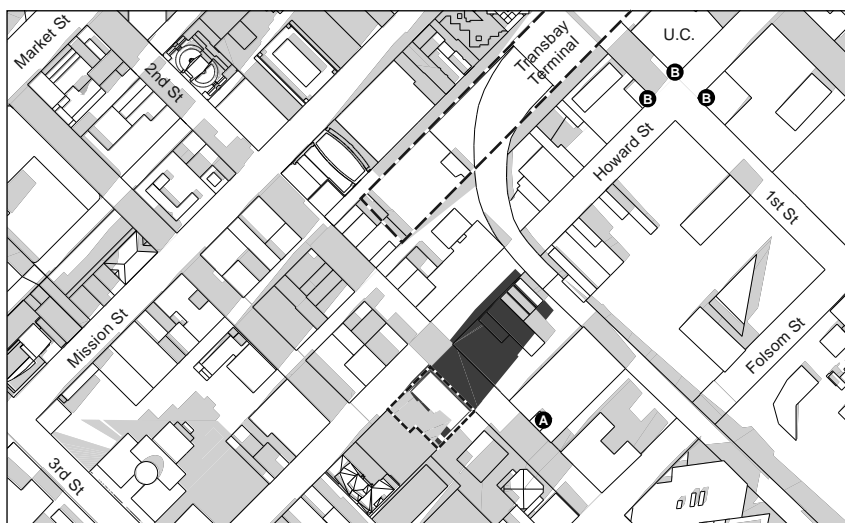 Market St
2nd St
Transbay
Terminal
U.C.
B
B
B
Howard St
1st St
Mission St
Folsom St
A
3rd St